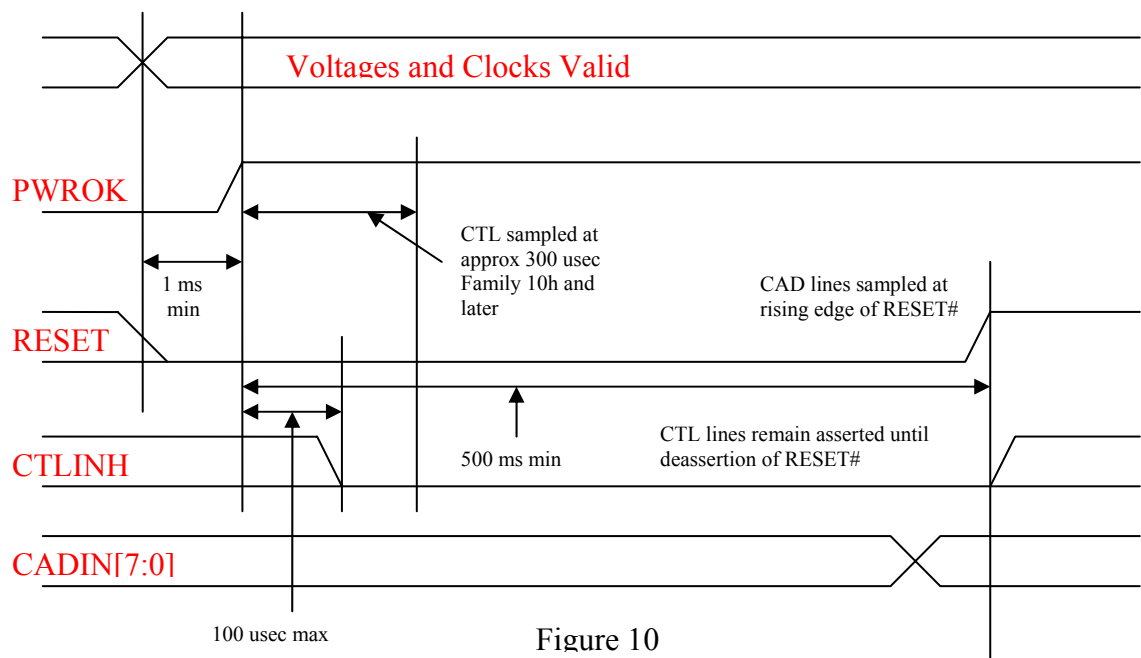 Voltages and Clocks Valid
PWROK
CTL sampled at
approx 300 usec
Family 10h and
later
1 ms
min
CAD lines sampled at
rising edge of RESET#
RESET
CTL lines remain asserted until
deassertion of RESET#
500 ms min
CTLINH
CADIN[7:0]
100 usec max
Figure 10